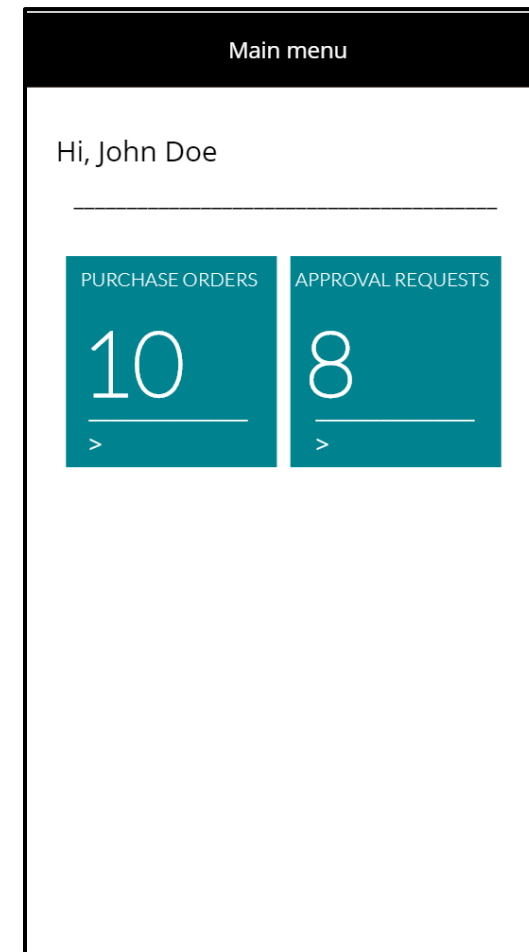 Main menu
Hi, John Doe
PURCHASE ORDERS
10
>
APPROVAL REQUESTS
8
>